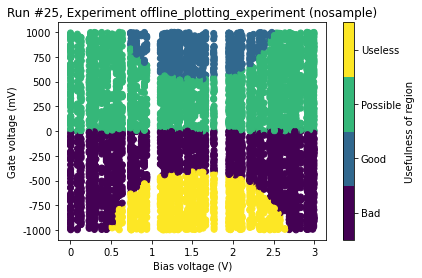 Run #25, Experiment offline_plotting_experiment (nosample)
1000
750
500
250
0
-250
-500
-750
-1000
Gate voltage (mV)
0
0.5
1
1.5
2
2.5
3
Bias voltage (V)
Useless
Possible
Good
Bad
Usefulness of region